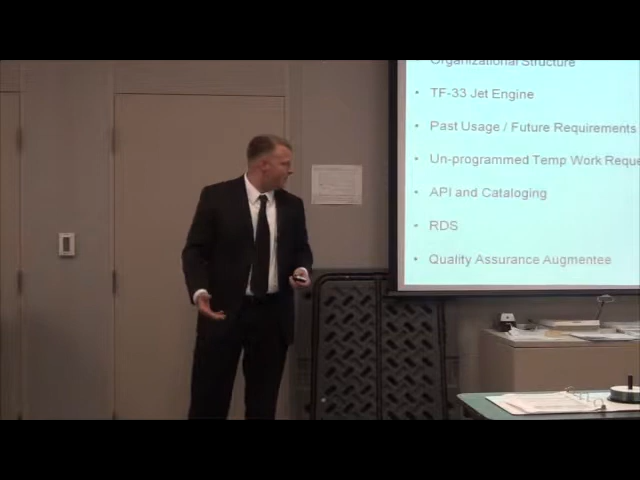 Organizational Structure
• TF-33 Jet Engine
• Past Usage / Future Requirements
• Un-programmed Temp Work Reque
• API and Cataloging
• RDS
• Quality Assurance Augmentee